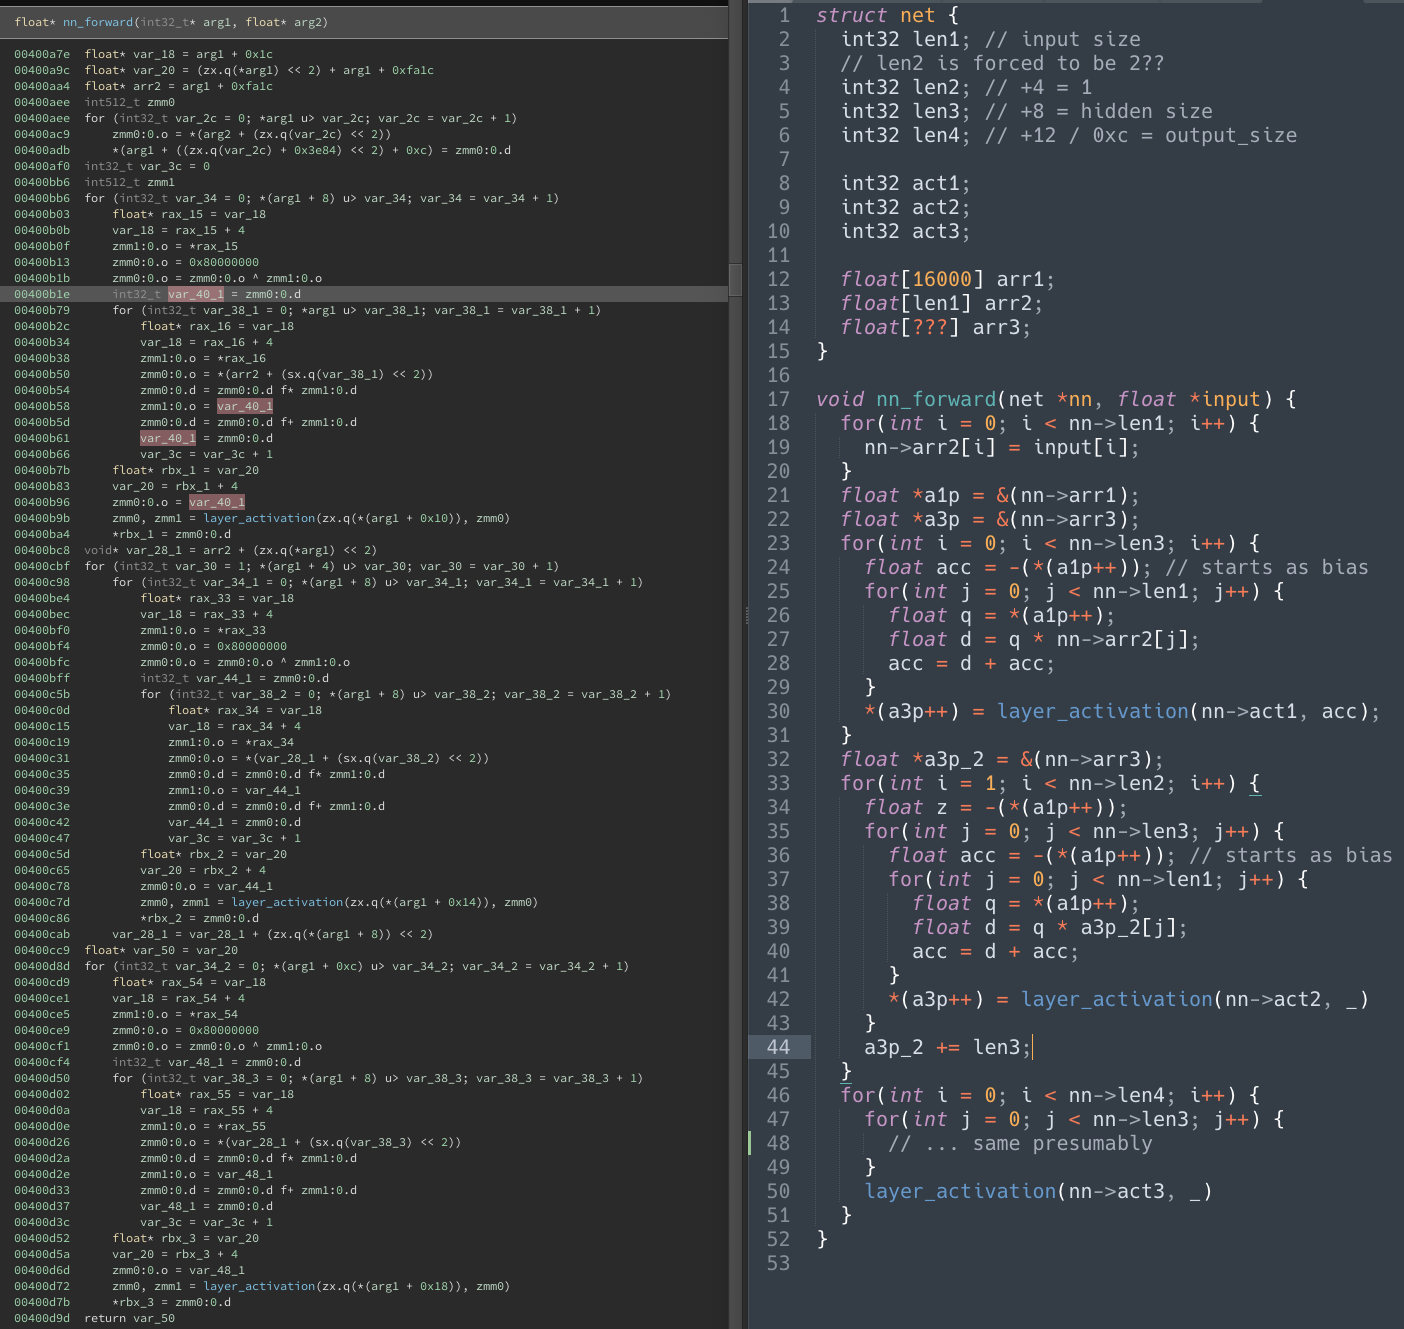 float* nn_forward(int32_t* arg1, float* arg2)
00400a7e  float* var_18 = arg1 + 0x1c
00400a9c  float* var_20 = (zx.q(*arg1) << 2) + arg1 + 0xfa1c
00400aa4  float* arr2 = arg1 + 0xfa1c
00400aee  int512_t zmm0
00400aee  for (int32_t var_2c = 0; *arg1 u> var_2c; var_2c = var_2c + 1)
00400ac9      zmm0:0.o = *(arg2 + (zx.q(var_2c) << 2))
00400adb      *(arg1 + ((zx.q(var_2c) + 0x3e84) << 2) + 0xc) = zmm0:0.d
00400af0  int32_t var_3c = 0
00400bb6  int512_t zmm1
00400bb6  for (int32_t var_34 = 0; *(arg1 + 8) u> var_34; var_34 = var_34 + 1)
00400b03      float* rax_15 = var_18
00400b0b      var_18 = rax_15 + 4
00400b0f      zmm1:0.o = *rax_15
00400b13      zmm0:0.o = 0x80000000
00400b1b      zmm0:0.o = zmm0:0.o ^ zmm1:0.o
00400b1e      int32_t var_40_1 = zmm0:0.d
00400b79      for (int32_t var_38_1 = 0; *arg1 u> var_38_1; var_38_1 = var_38_1 + 1)
00400b2c          float* rax_16 = var_18
00400b34          var_18 = rax_16 + 4
00400b38          zmm1:0.o = *rax_16
00400b50          zmm0:0.o = *(arr2 + (sx.q(var_38_1) << 2))
00400b54          zmm0:0.d = zmm0:0.d f* zmm1:0.d
00400b58          zmm1:0.o = var_40_1
00400b5d          zmm0:0.d = zmm0:0.d f+ zmm1:0.d
00400b61          var_40_1 = zmm0:0.d
00400b66          var_3c = var_3c + 1
00400b7b      float* rbx_1 = var_20
00400b83      var_20 = rbx_1 + 4
00400b96      zmm0:0.o = var_40_1
00400b9b      zmm0, zmm1 = layer_activation(zx.q(*(arg1 + 0x10)), zmm0)
00400ba4      *rbx_1 = zmm0:0.d
00400bc8  void* var_28_1 = arr2 + (zx.q(*arg1) << 2)
00400cbf  for (int32_t var_30 = 1; *(arg1 + 4) u> var_30; var_30 = var_30 + 1)
00400c98      for (int32_t var_34_1 = 0; *(arg1 + 8) u> var_34_1; var_34_1 = var_34_1 + 1)
00400be4          float* rax_33 = var_18
00400bec          var_18 = rax_33 + 4
00400bf0          zmm1:0.o = *rax_33
00400bf4          zmm0:0.o = 0x80000000
00400bfc          zmm0:0.o = zmm0:0.o ^ zmm1:0.o
00400bff          int32_t var_44_1 = zmm0:0.d
00400c5b          for (int32_t var_38_2 = 0; *(arg1 + 8) u> var_38_2; var_38_2 = var_38_2 + 1)
00400c0d              float* rax_34 = var_18
00400c15              var_18 = rax_34 + 4
00400c19              zmm1:0.o = *rax_34
00400c31              zmm0:0.o = *(var_28_1 + (sx.q(var_38_2) << 2))
00400c35              zmm0:0.d = zmm0:0.d f* zmm1:0.d
00400c39              zmm1:0.o = var_44_1
00400c3e              zmm0:0.d = zmm0:0.d f+ zmm1:0.d
00400c42              var_44_1 = zmm0:0.d
00400c47              var_3c = var_3c + 1
00400c5d          float* rbx_2 = var_20
00400c65          var_20 = rbx_2 + 4
00400c78          zmm0:0.o = var_44_1
00400c7d          zmm0, zmm1 = layer_activation(zx.q(*(arg1 + 0x14)), zmm0)
00400c86          *rbx_2 = zmm0:0.d
00400cab      var_28_1 = var_28_1 + (zx.q(*(arg1 + 8)) << 2)
00400cc9  float* var_50 = var_20
00400d8d  for (int32_t var_34_2 = 0; *(arg1 + 0xc) u> var_34_2; var_34_2 = var_34_2 + 1)
00400cd9      float* rax_54 = var_18
00400ce1      var_18 = rax_54 + 4
00400ce5      zmm1:0.o = *rax_54
00400ce9      zmm0:0.o = 0x80000000
00400cf1      zmm0:0.o = zmm0:0.o ^ zmm1:0.o
00400cf4      int32_t var_48_1 = zmm0:0.d
00400d50      for (int32_t var_38_3 = 0; *(arg1 + 8) u> var_38_3; var_38_3 = var_38_3 + 1)
00400d02          float* rax_55 = var_18
00400d0a          var_18 = rax_55 + 4
00400d0e          zmm1:0.o = *rax_55
00400d26          zmm0:0.o = *(var_28_1 + (sx.q(var_38_3) << 2))
00400d2a          zmm0:0.d = zmm0:0.d f* zmm1:0.d
00400d2e          zmm1:0.o = var_48_1
00400d33          zmm0:0.d = zmm0:0.d f+ zmm1:0.d
00400d37          var_48_1 = zmm0:0.d
00400d3c          var_3c = var_3c + 1
00400d52      float* rbx_3 = var_20
00400d5a      var_20 = rbx_3 + 4
00400d6d      zmm0:0.o = var_48_1
00400d72      zmm0, zmm1 = layer_activation(zx.q(*(arg1 + 0x18)), zmm0)
00400d7b      *rbx_3 = zmm0:0.d
00400d9d  return var_50
1 struct net {
2   int32 len1; // input size
3   // len2 is forced to be 2??
4   int32 len2; // +4 = 1
5   int32 len3; // +8 = hidden size
6   int32 len4; // +12 / 0xc = output_size
7
8   int32 act1;
9   int32 act2;
10   int32 act3;
11
12   float[16000] arr1;
13   float[len1] arr2;
14   float[???] arr3;
15 }
16
17 void nn_forward(net *nn, float *input) {
18   for(int i = 0; i < nn->len1; i++) {
19     nn->arr2[i] = input[i];
20   }
21   float *a1p = &(nn->arr1);
22   float *a3p = &(nn->arr3);
23   for(int i = 0; i < nn->len3; i++) {
24     float acc = -(*(a1p++)); // starts as bias
25     for(int j = 0; j < nn->len1; j++) {
26       float q = *(a1p++);
27       float d = q * nn->arr2[j];
28       acc = d + acc;
29     }
30     *(a3p++) = layer_activation(nn->act1, acc);
31   }
32   float *a3p_2 = &(nn->arr3);
33   for(int i = 1; i < nn->len2; i++) {
34     float z = -(*(a1p++));
35     for(int j = 0; j < nn->len3; j++) {
36       float acc = -(*(a1p++)); // starts as bias
37       for(int j = 0; j < nn->len1; j++) {
38         float q = *(a1p++);
39         float d = q * a3p_2[j];
40         acc = d + acc;
41       }
42       *(a3p++) = layer_activation(nn->act2, _)
43     }
44     a3p_2 += len3;
45   }
46   for(int i = 0; i < nn->len4; i++) {
47     for(int j = 0; j < nn->len3; j++) {
48       // ... same presumably
49     }
50     layer_activation(nn->act3, _)
51   }
52 }
53